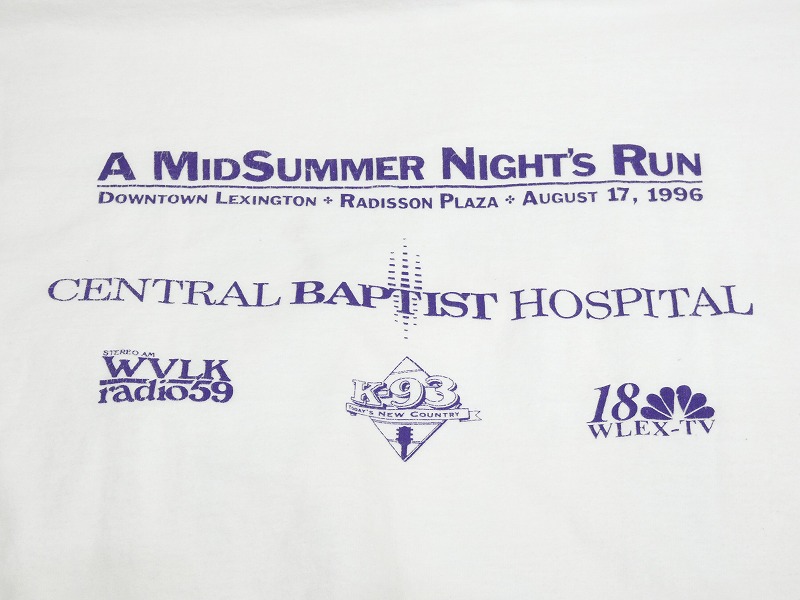 A MIDSUMMER NIGHT'S RUN
DOWNTOWN LEXINGTON + RADISSON PLAZA + AUGUST 17, 1996
CENTRAL BAPTIST HOSPITAL
STEREO AM
WVLK
radio59
K-93
TODAY'S NEW COUNTRY
18
WLEX-TV